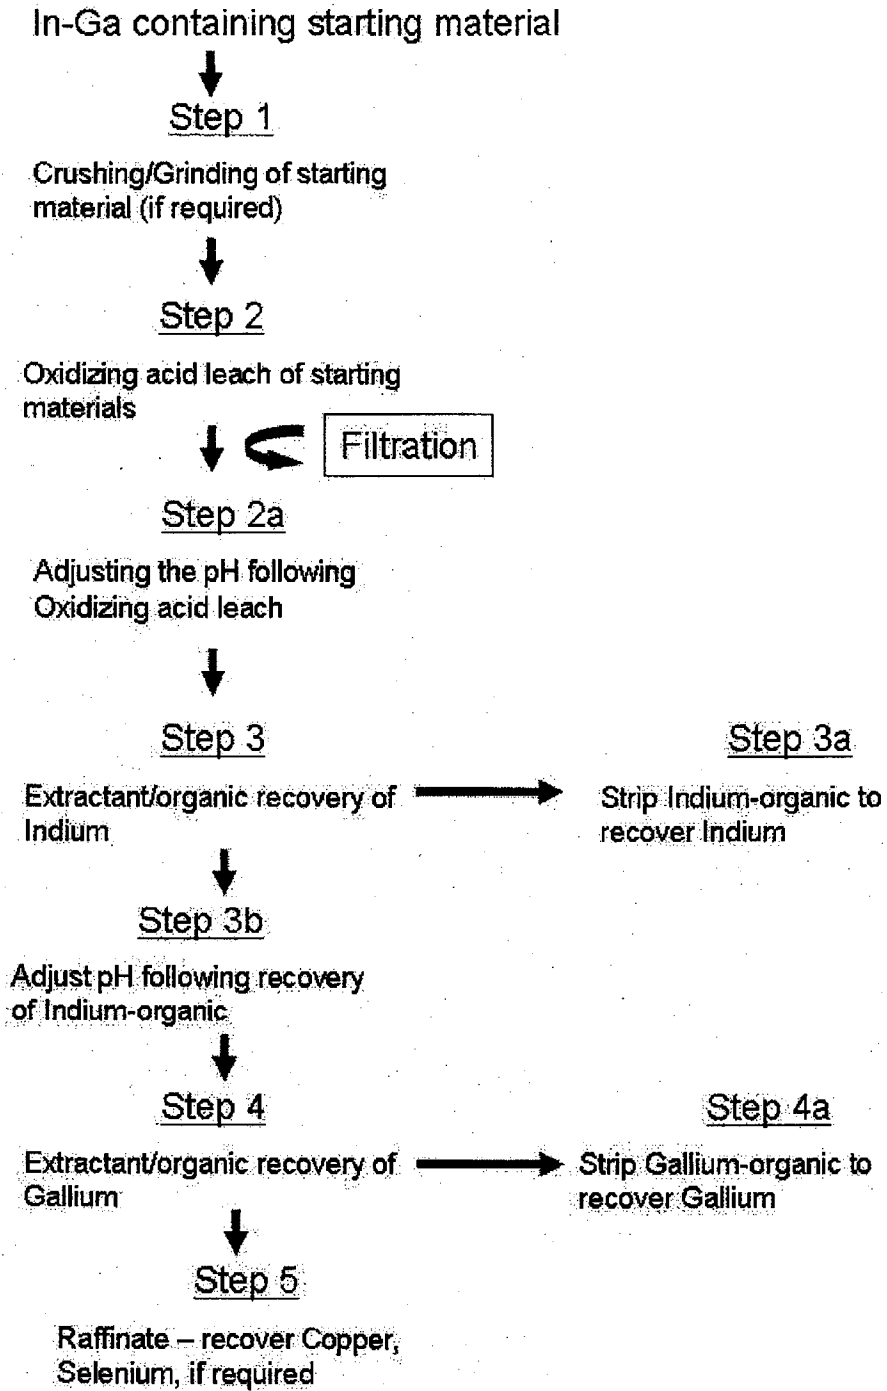 In-Ga containing starting material
Step 1
Crushing/Grinding of starting
material (if required)
Step 2
Oxidizing acid leach of starting
materials
Filtration
Step 2a
Adjusting the pH following
Oxidizing acid leach
Step 3
Extractant/organic recovery of
Indium
Step 3a
Strip Indium-organic to
recover Indium
Step 3b
Adjust pH following recovery
of Indium-organic
Step 4
Extractant/organic recovery of
Gallium
Step 4a
Strip Gallium-organic to
recover Gallium
Step 5
Raffinate – recover Copper,
Selenium, if required